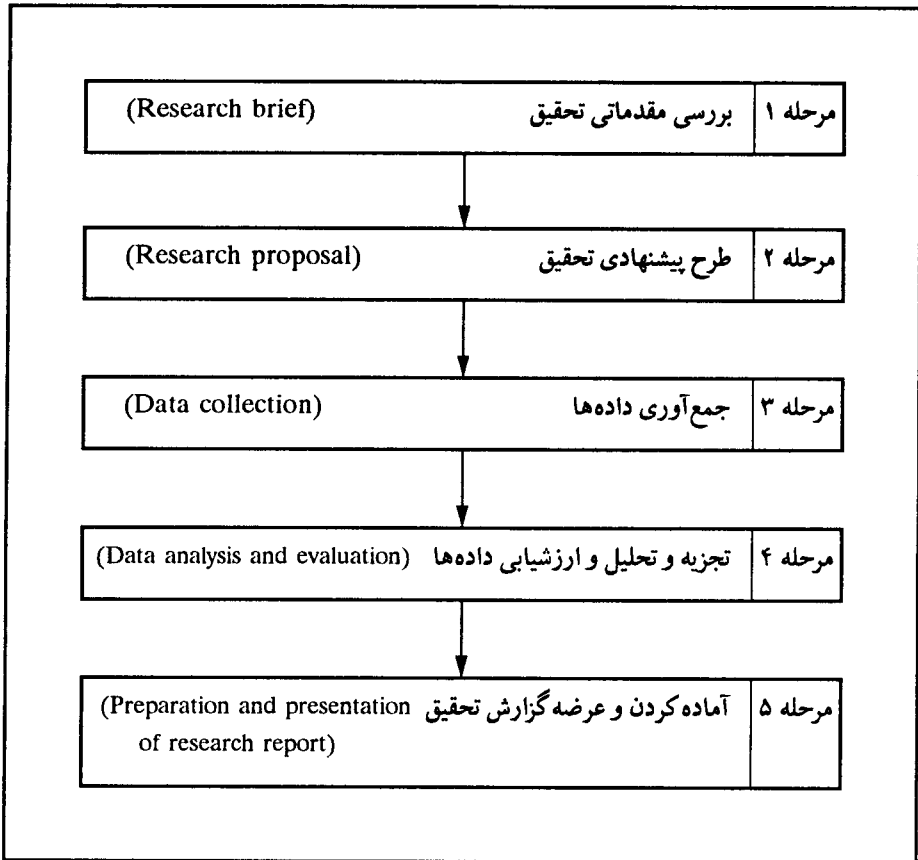 مرحله ۱ بررسی مقدماتی تحقیق (Research brief)
مرحله ۲ طرح پیشنهادی تحقیق (Research proposal)
مرحله ۳ جمع‌آوری داده‌ها (Data collection)
مرحله ۴ تجزیه و تحلیل و ارزشیابی داده‌ها (Data analysis and evaluation)
مرحله ۵ آماده کردن و عرضه گزارش تحقیق (Preparation and presentation
of research report)